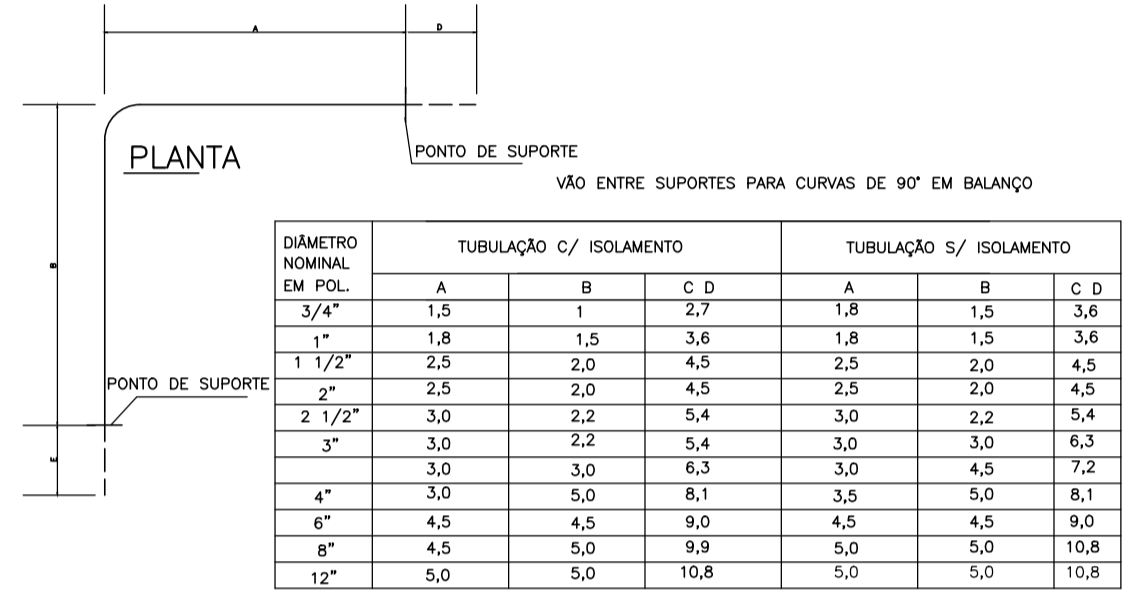 A D
PLANTA
PONTO DE SUPORTE
VÃO ENTRE SUPORTES PARA CURVAS DE 90° EM BALANÇO
B
PONTO DE SUPORTE
E
DIÂMETRO NOMINAL EM POL. TUBULAÇÃO C/ ISOLAMENTO TUBULAÇÃO S/ ISOLAMENTO
A B C D A B C D
3/4" 1,5 1 2,7 1,8 1,5 3,6
1" 1,8 1,5 3,6 1,8 1,5 3,6
1 1/2" 2,5 2,0 4,5 2,5 2,0 4,5
2" 2,5 2,0 4,5 2,5 2,0 4,5
2 1/2" 3,0 2,2 5,4 3,0 2,2 5,4
3" 3,0 2,2 5,4 3,0 3,0 6,3
3,0 3,0 6,3 3,0 4,5 7,2
4" 3,0 5,0 8,1 3,5 5,0 8,1
6" 4,5 4,5 9,0 4,5 4,5 9,0
8" 4,5 5,0 9,9 5,0 5,0 10,8
12" 5,0 5,0 10,8 5,0 5,0 10,8